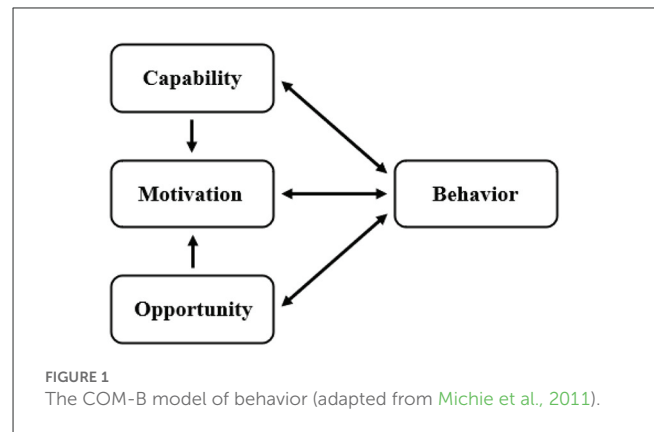 Capability
Motivation
Behavior
Opportunity
FIGURE 1
The COM-B model of behavior (adapted from Michie et al., 2011).